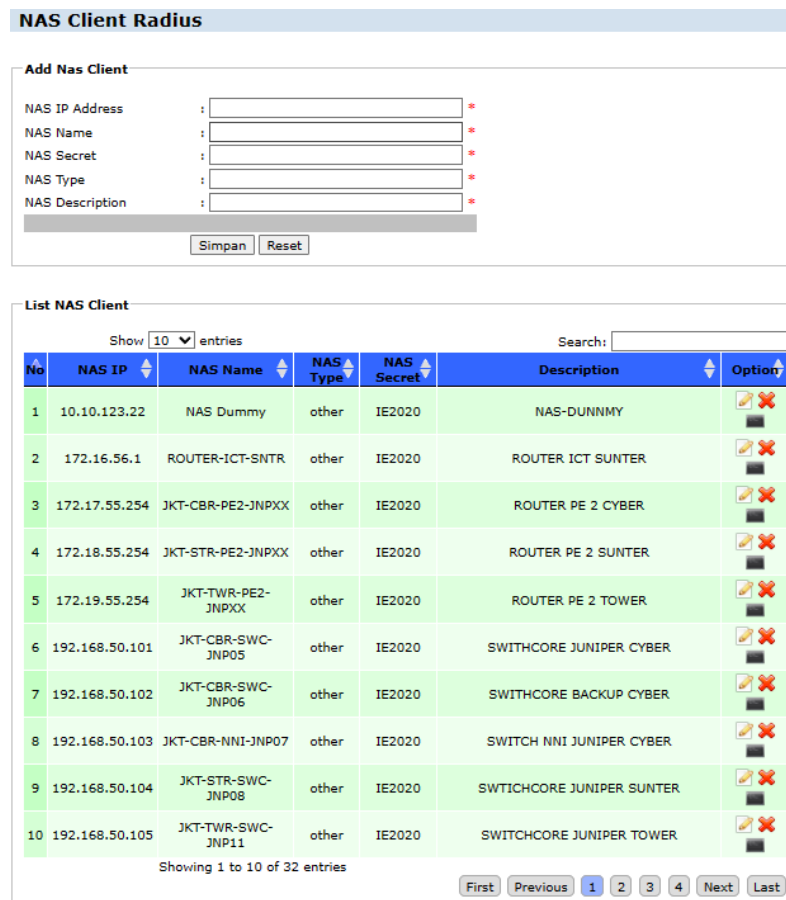 NAS Client Radius
Add Nas Client
NAS IP Address : *
NAS Name : *
NAS Secret : *
NAS Type : *
NAS Description : *
Simpan Reset
List NAS Client
Show 10 entries Search:
No NAS IP NAS Name NAS Type NAS Secret Description Option
1 10.10.123.22 NAS Dummy other IE2020 NAS-DUNNMY
2 172.16.56.1 ROUTER-ICT-SNTR other IE2020 ROUTER ICT SUNTER
3 172.17.55.254 JKT-CBR-PE2-JNPXX other IE2020 ROUTER PE 2 CYBER
4 172.18.55.254 JKT-STR-PE2-JNPXX other IE2020 ROUTER PE 2 SUNTER
5 172.19.55.254 JKT-TWR-PE2-JNPXX other IE2020 ROUTER PE 2 TOWER
6 192.168.50.101 JKT-CBR-SWC-JNP05 other IE2020 SWITHCORE JUNIPER CYBER
7 192.168.50.102 JKT-CBR-SWC-JNP06 other IE2020 SWITHCORE BACKUP CYBER
8 192.168.50.103 JKT-CBR-NNI-JNP07 other IE2020 SWITCH NNI JUNIPER CYBER
9 192.168.50.104 JKT-STR-SWC-JNP08 other IE2020 SWTICHCORE JUNIPER SUNTER
10 192.168.50.105 JKT-TWR-SWC-JNP11 other IE2020 SWITCHCORE JUNIPER TOWER
Showing 1 to 10 of 32 entries
First Previous 1 2 3 4 Next Last